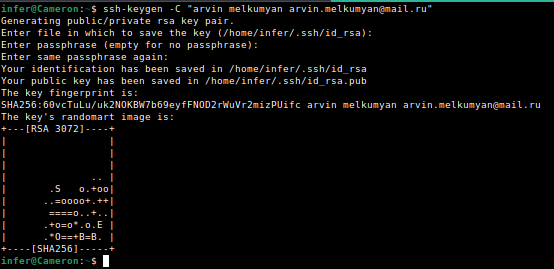 infer@Cameron:~$ ssh-keygen -C "arvin melkumyan arvin.melkumyan@mail.ru"
Generating public/private rsa key pair.
Enter file in which to save the key (/home/infer/.ssh/id_rsa):
Enter passphrase (empty for no passphrase):
Enter same passphrase again:
Your identification has been saved in /home/infer/.ssh/id_rsa
Your public key has been saved in /home/infer/.ssh/id_rsa.pub
The key fingerprint is:
SHA256:60vcTuLu/uk2NOKBW7b69eyfFNOD2rWuVr2mizPUifc arvin melkumyan arvin.melkumyan@mail.ru
The key's randomart image is:
+---[RSA 3072]----+
|                 |
|                 |
|                 |
|              .. |
|       .S   o.+oo|
|      ..=oooo+.++|
|       ====o..+..|
|      .+o=o*.o.E |
|      .*O==+B=B. |
+----[SHA256]-----+
infer@Cameron:~$